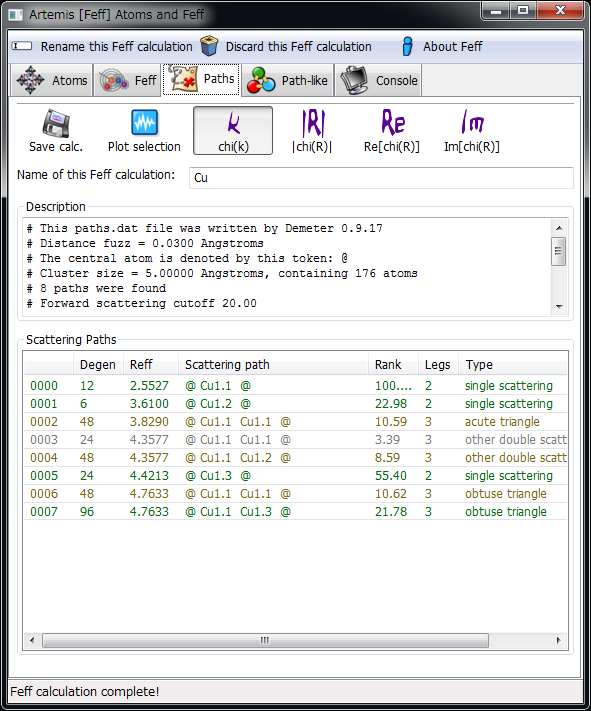 Artemis [Feff] Atoms and Feff
Rename this Feff calculation Discard this Feff calculation About Feff
Atoms Feff Paths Path-like Console
k |R| Re Im
Save calc. Plot selection chi(k) |chi(R)| Re[chi(R)] Im[chi(R)]
Name of this Feff calculation: Cu
Description
# This paths.dat file was written by Demeter 0.9.17
# Distance fuzz = 0.0300 Angstroms
# The central atom is denoted by this token: @
# Cluster size = 5.00000 Angstroms, containing 176 atoms
# 8 paths were found
# Forward scattering cutoff 20.00
Scattering Paths
Degen Reff Scattering path Rank Legs Type
0000 12 2.5527 @ Cu1.1 @ 100.... 2 single scattering
0001 6 3.6100 @ Cu1.2 @ 22.98 2 single scattering
0002 48 3.8290 @ Cu1.1 Cu1.1 @ 10.59 3 acute triangle
0003 24 4.3577 @ Cu1.1 Cu1.1 @ 3.39 3 other double scatt
0004 48 4.3577 @ Cu1.1 Cu1.2 @ 8.59 3 other double scatt
0005 24 4.4213 @ Cu1.3 @ 55.40 2 single scattering
0006 48 4.7633 @ Cu1.1 Cu1.1 @ 10.62 3 obtuse triangle
0007 96 4.7633 @ Cu1.1 Cu1.3 @ 21.78 3 obtuse triangle
Feff calculation complete!